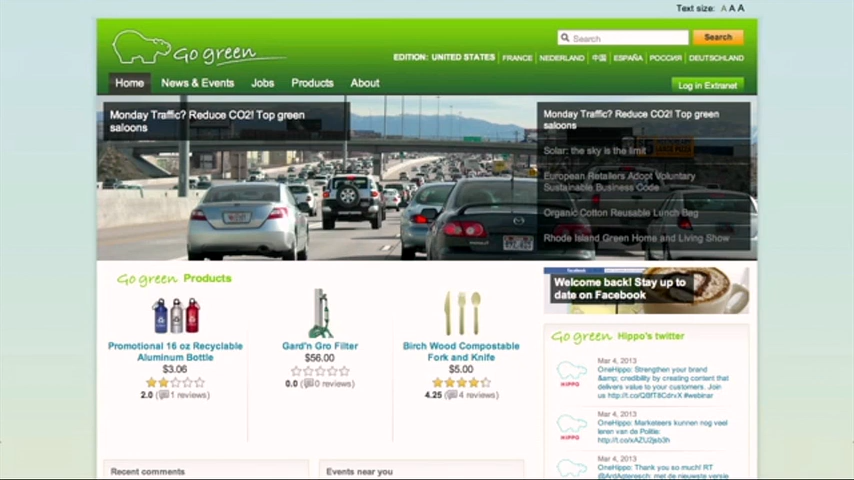 Text size: A A A
Go green
Search
Search
EDITION: UNITED STATES FRANCE NEDERLAND 中国 ESPAÑA РОССИЯ DEUTSCHLAND
Home News & Events Jobs Products About
Log in Extranet
Monday Traffic? Reduce CO2! Top green
saloons
Monday Traffic? Reduce CO2! Top green
saloons
Solar: the sky is the limit
European Retailers Adopt Voluntary
Sustainable Business Code
Organic Cotton Reusable Lunch Bag
Rhode Island Green Home and Living Show
Go green Products
Promotional 16 oz Recyclable
Aluminum Bottle
$3.06
2.0 (1 reviews)
Gard'n Gro Filter
$56.00
0.0 (0 reviews)
Birch Wood Compostable
Fork and Knife
$5.00
4.25 (4 reviews)
Welcome back! Stay up to
date on Facebook
Go green Hippo's twitter
HIPPO
Mar 4, 2013
OneHippo: Strengthen your brand
&amp; credibility by creating content that
delivers value to your customers. Join
us http://t.co/QBfT8CdrvX #webinar
HIPPO
Mar 4, 2013
OneHippo: Marketeers kunnen nog veel
leren van de Politie:
Mar 4, 2013
OneHippo: Thank you so much! RT
Recent comments
Events near you